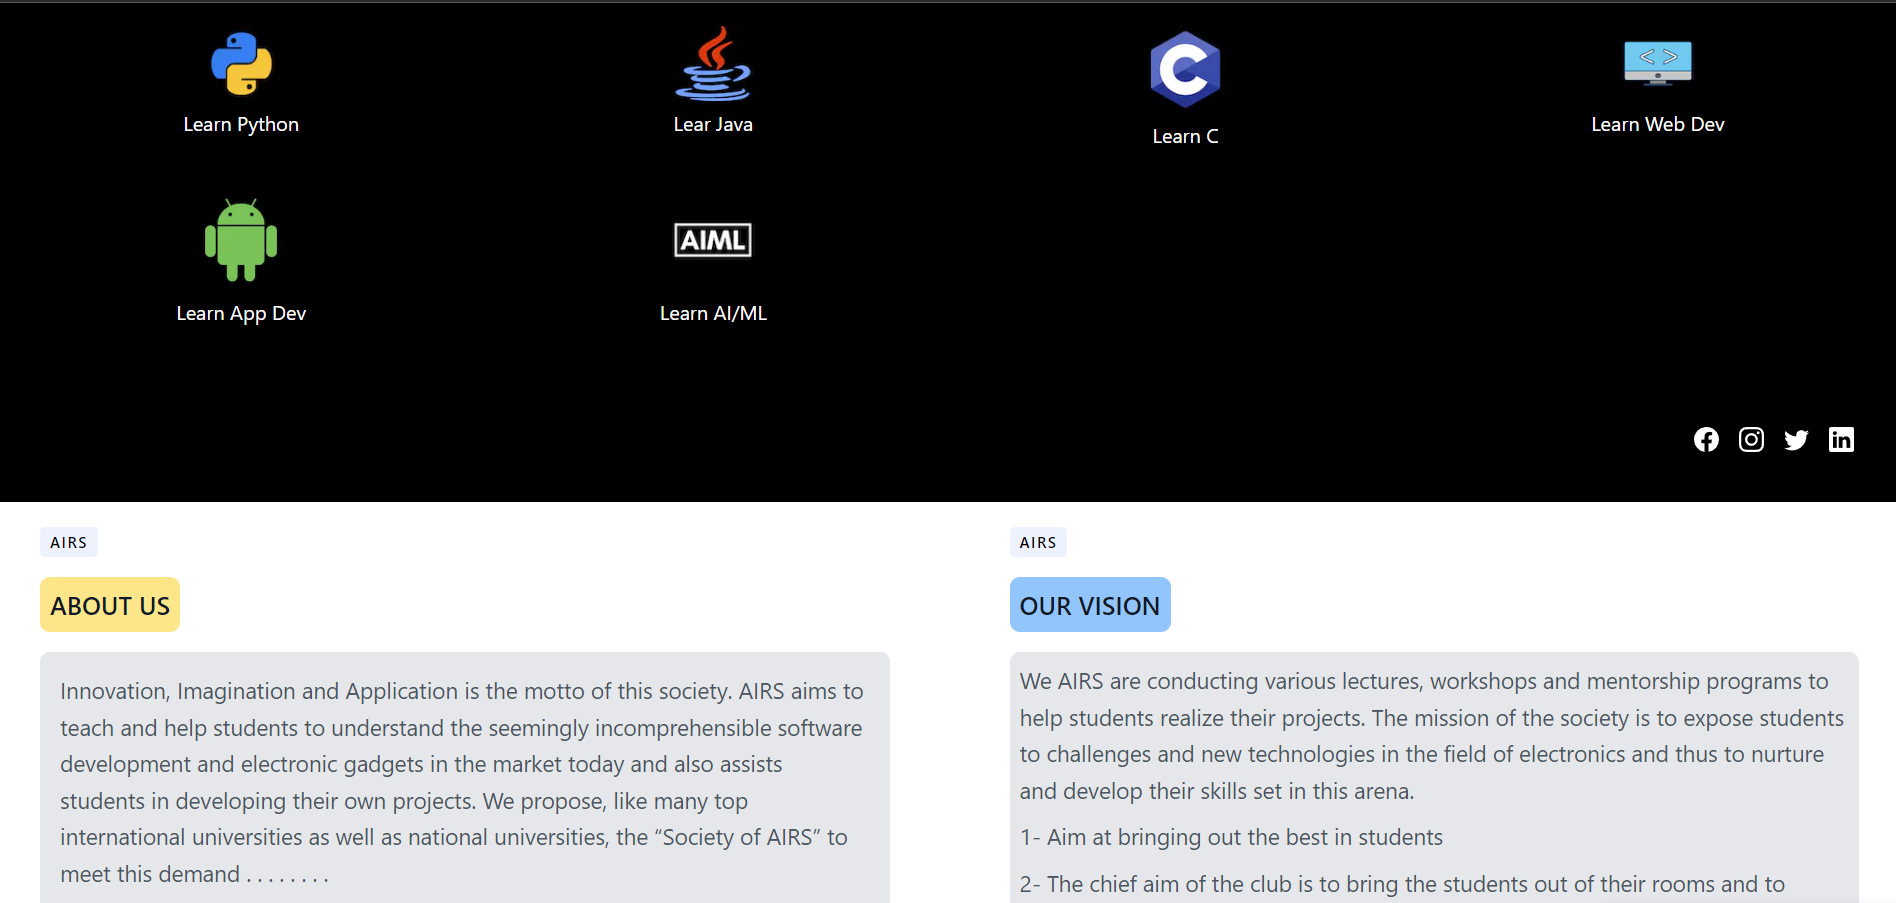 Learn Python
Lear Java
C
Learn C
< >
Learn Web Dev
Learn App Dev
AIML
Learn AI/ML
in
AIRS
ABOUT US
Innovation, Imagination and Application is the motto of this society. AIRS aims to
teach and help students to understand the seemingly incomprehensible software
development and electronic gadgets in the market today and also assists
students in developing their own projects. We propose, like many top
international universities as well as national universities, the “Society of AIRS” to
meet this demand . . . . . . . .
AIRS
OUR VISION
We AIRS are conducting various lectures, workshops and mentorship programs to
help students realize their projects. The mission of the society is to expose students
to challenges and new technologies in the field of electronics and thus to nurture
and develop their skills set in this arena.
1- Aim at bringing out the best in students
2- The chief aim of the club is to bring the students out of their rooms and to